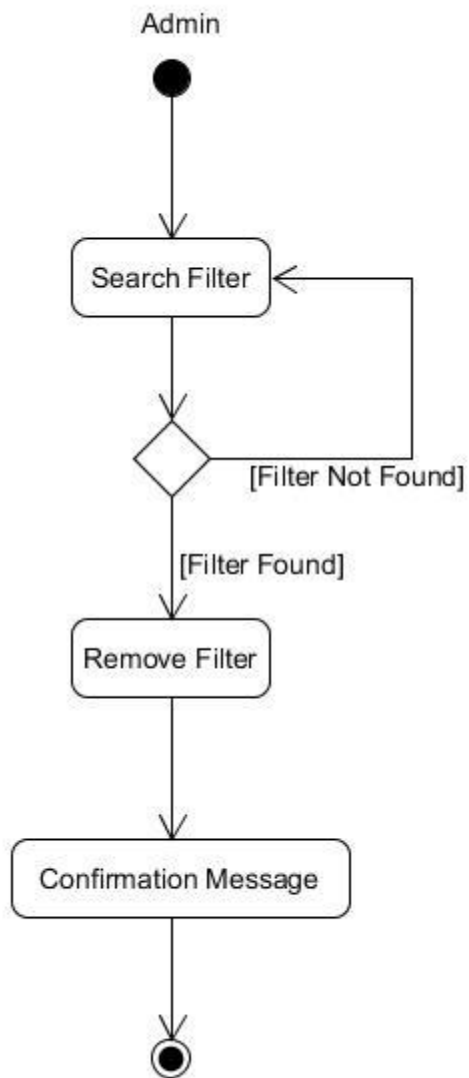 Admin
Search Filter
[Filter Not Found]
[Filter Found]
Remove Filter
Confirmation Message